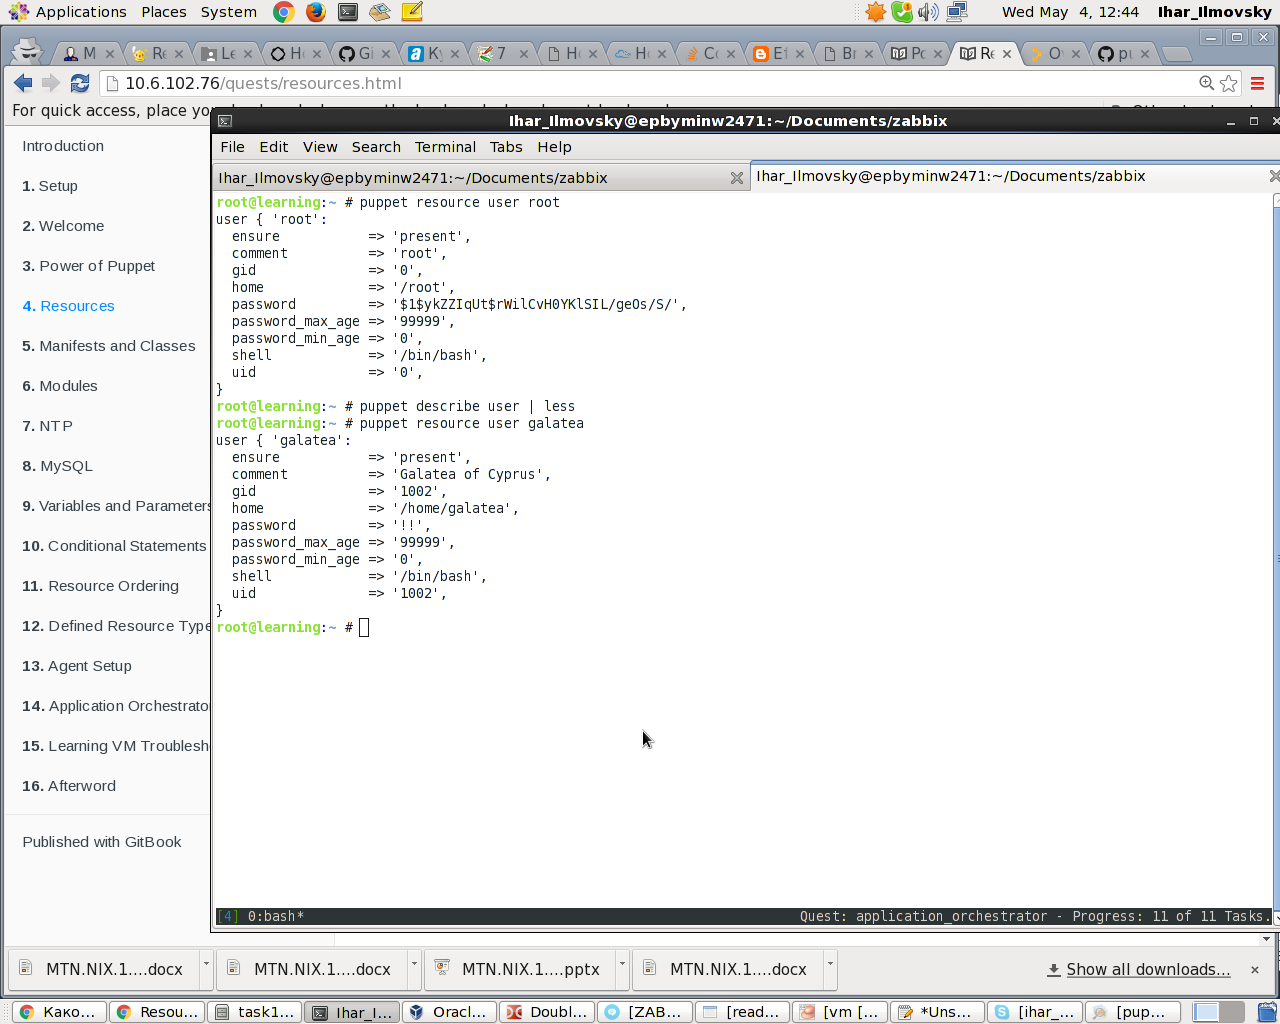 Applications Places System Wed May 4, 12:44 Ihar_Ilmovsky
M Re Le Ho Gi Ky 7 H Ho Co Ef Br Po Re O pu
10.6.102.76/quests/resources.html
For quick access, place yo
Ihar_Ilmovsky@epbyminw2471:~/Documents/zabbix
File Edit View Search Terminal Tabs Help
Ihar_Ilmovsky@epbyminw2471:~/Documents/zabbix
Ihar_Ilmovsky@epbyminw2471:~/Documents/zabbix
Introduction
1. Setup
2. Welcome
3. Power of Puppet
4. Resources
5. Manifests and Classes
6. Modules
7. NTP
8. MySQL
9. Variables and Parameters
10. Conditional Statements
11. Resource Ordering
12. Defined Resource Type
13. Agent Setup
14. Application Orchestrato
15. Learning VM Troublesh
16. Afterword
Published with GitBook
root@learning:~ # puppet resource user root
user { 'root':
  ensure           => 'present',
  comment          => 'root',
  gid              => '0',
  home             => '/root',
  password         => '$1$ykZZIqUt$rWilCvH0YKlSIL/geOs/S/',
  password_max_age => '99999',
  password_min_age => '0',
  shell            => '/bin/bash',
  uid              => '0',
}
root@learning:~ # puppet describe user | less
root@learning:~ # puppet resource user galatea
user { 'galatea':
  ensure           => 'present',
  comment          => 'Galatea of Cyprus',
  gid              => '1002',
  home             => '/home/galatea',
  password         => '!!',
  password_max_age => '99999',
  password_min_age => '0',
  shell            => '/bin/bash',
  uid              => '1002',
}
root@learning:~ #
[4] 0:bash* Quest: application_orchestrator - Progress: 11 of 11 Tasks.
MTN.NIX.1....docx MTN.NIX.1....docx MTN.NIX.1....pptx MTN.NIX.1....docx Show all downloads...
Како... Resou... task1... Ihar_I... Oracl... Doubl... [ZAB... [read... [vm [... *Uns... [ihar_... [pup...